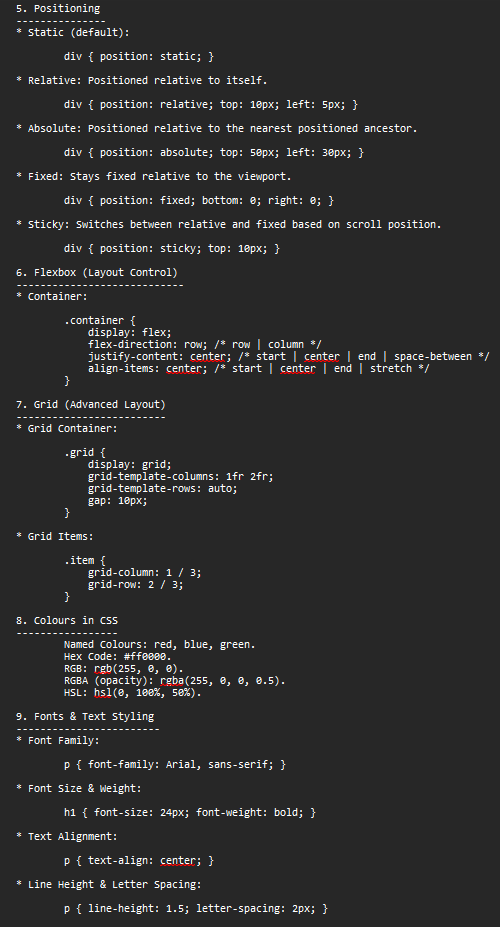 5. Positioning
---------------
* Static (default):
div { position: static; }
* Relative: Positioned relative to itself.
div { position: relative; top: 10px; left: 5px; }
* Absolute: Positioned relative to the nearest positioned ancestor.
div { position: absolute; top: 50px; left: 30px; }
* Fixed: Stays fixed relative to the viewport.
div { position: fixed; bottom: 0; right: 0; }
* Sticky: Switches between relative and fixed based on scroll position.
div { position: sticky; top: 10px; }
6. Flexbox (Layout Control)
----------------------------
* Container:
.container {
display: flex;
flex-direction: row; /* row | column */
justify-content: center; /* start | center | end | space-between */
align-items: center; /* start | center | end | stretch */
}
7. Grid (Advanced Layout)
-------------------------
* Grid Container:
.grid {
display: grid;
grid-template-columns: 1fr 2fr;
grid-template-rows: auto;
gap: 10px;
}
* Grid Items:
.item {
grid-column: 1 / 3;
grid-row: 2 / 3;
}
8. Colours in CSS
-----------------
Named Colours: red, blue, green.
Hex Code: #ff0000.
RGB: rgb(255, 0, 0).
RGBA (opacity): rgba(255, 0, 0, 0.5).
HSL: hsl(0, 100%, 50%).
9. Fonts & Text Styling
------------------------
* Font Family:
p { font-family: Arial, sans-serif; }
* Font Size & Weight:
h1 { font-size: 24px; font-weight: bold; }
* Text Alignment:
p { text-align: center; }
* Line Height & Letter Spacing:
p { line-height: 1.5; letter-spacing: 2px; }